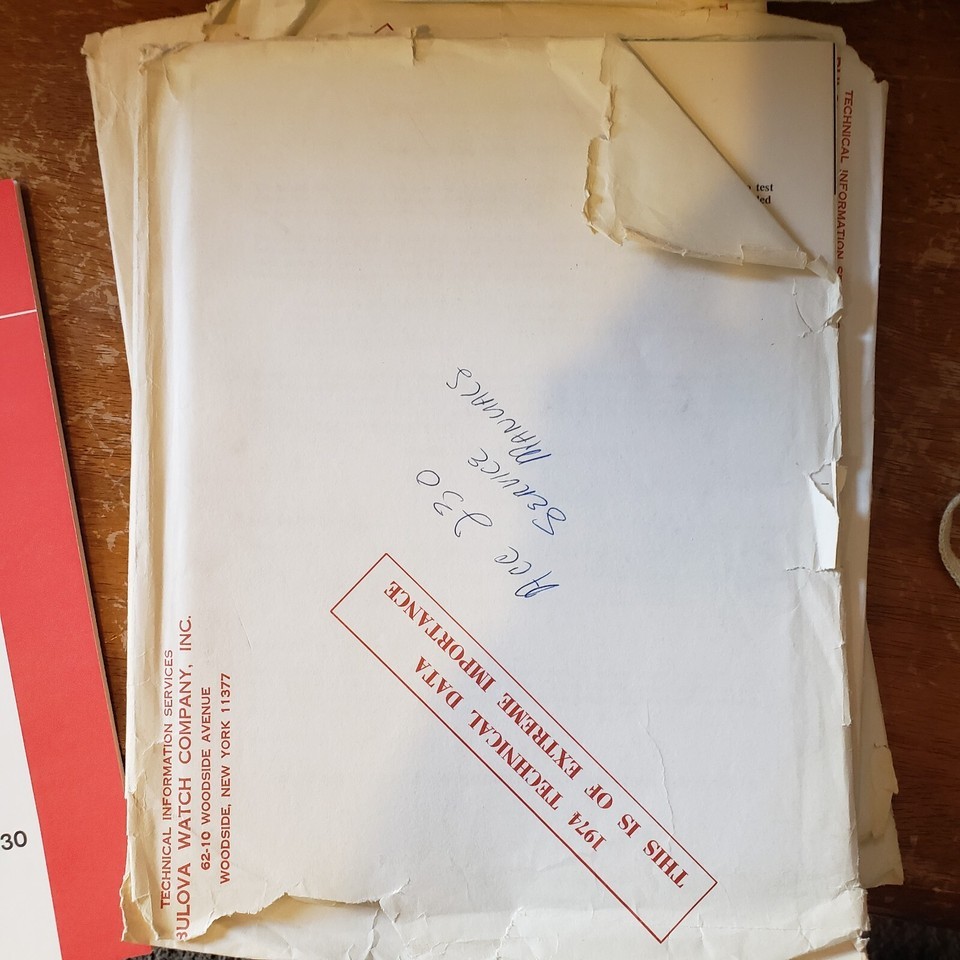 TECHNICAL INFORMATION SERVICES
BULOVA WATCH COMPANY, INC.
62-10 WOODSIDE AVENUE
WOODSIDE, NEW YORK 11377
1974 TECHNICAL DATA
THIS IS OF EXTREME IMPORTANCE
Acc 230
SERVICE MANUALS
test
TECHNICAL INFORMATION
30